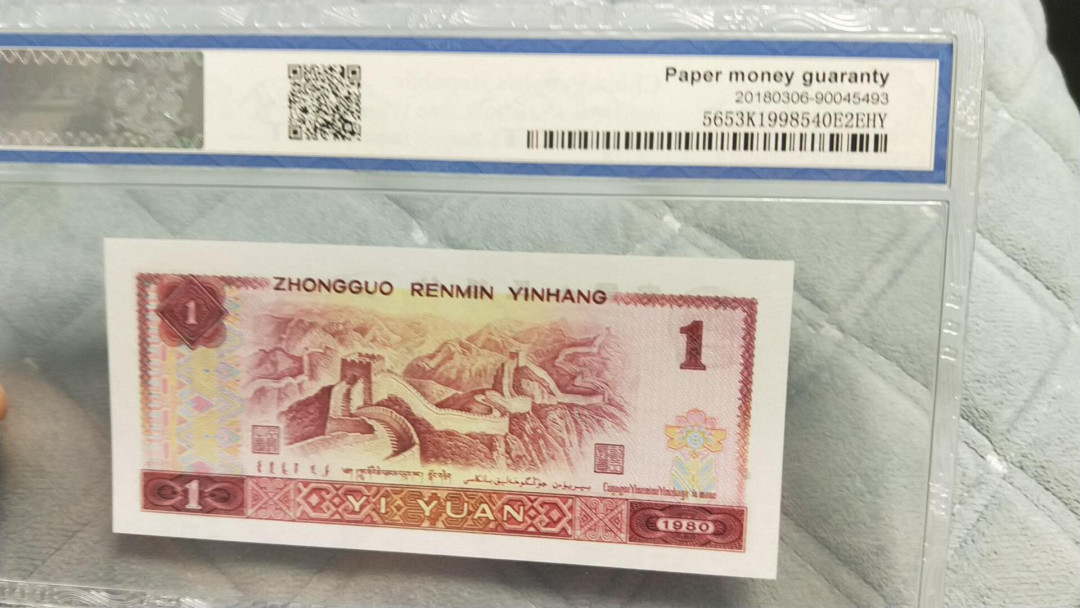 Paper money guaranty
20180306-90045493
5653K1998540E2EHY
ZHONGGUO RENMIN YINHANG
1
1
1
YI YUAN
1980